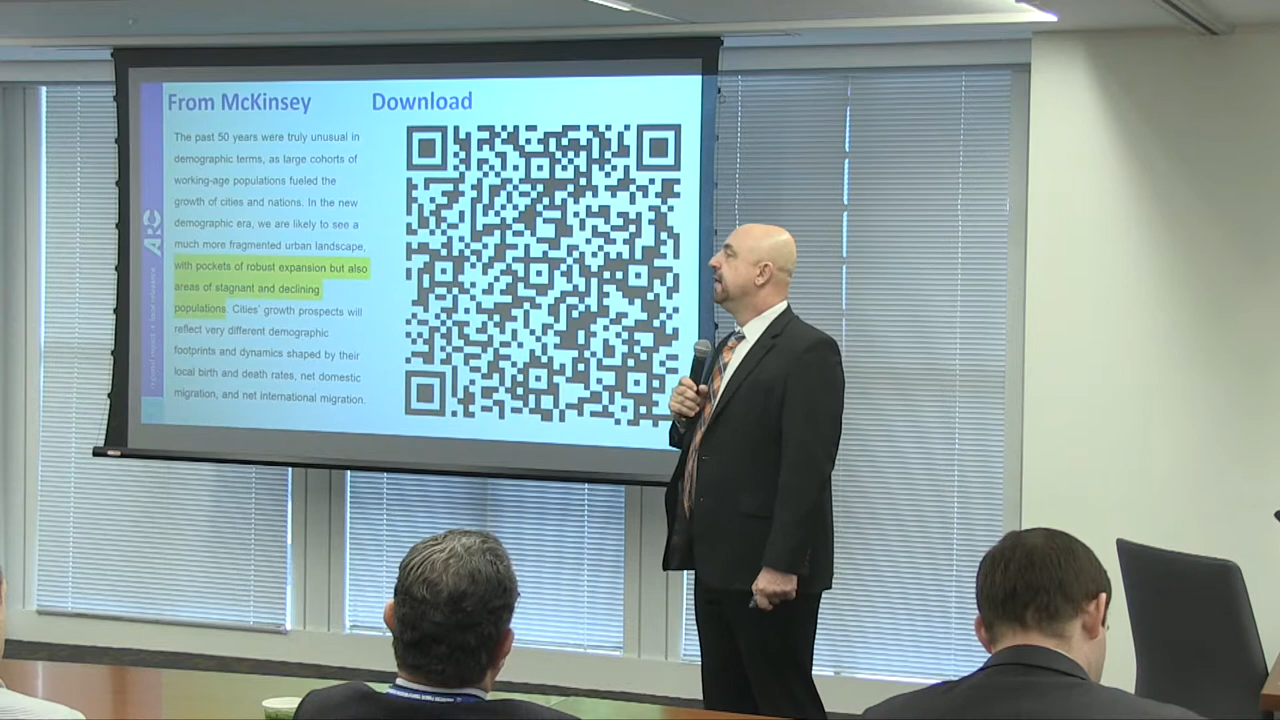 From McKinsey
Download
The past 50 years were truly unusual in
demographic terms, as large cohorts of
working-age populations fueled the
growth of cities and nations. In the new
demographic era, we are likely to see a
much more fragmented urban landscape,
with pockets of robust expansion but also
areas of stagnant and declining
populations. Cities' growth prospects will
reflect very different demographic
footprints and dynamics shaped by their
local birth and death rates, net domestic
migration, and net international migration.
ARC
regional impact + local relevance